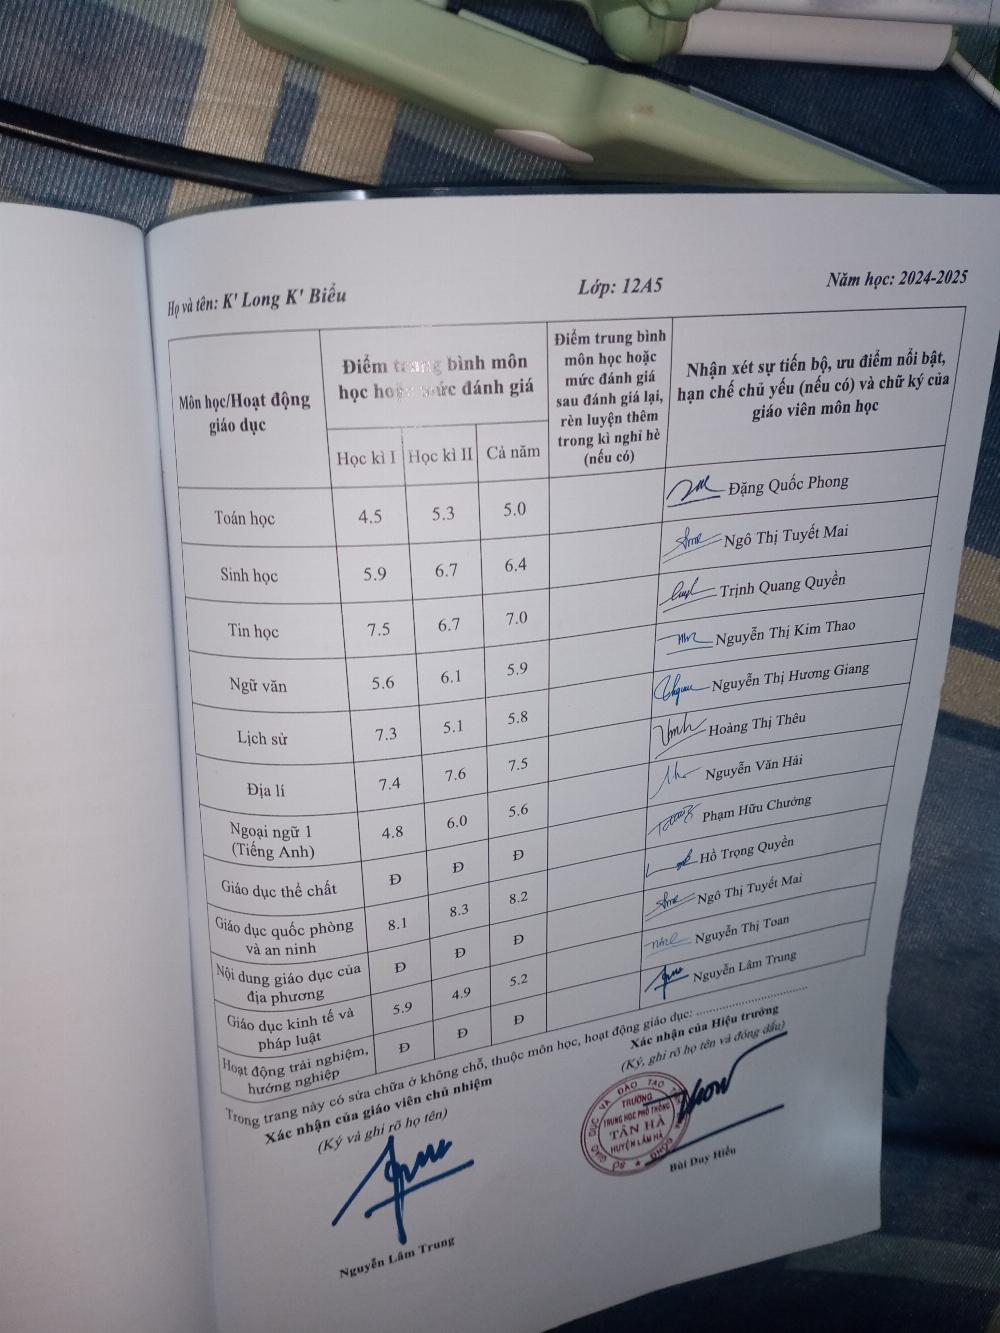 Họ và tên: K' Long K' Biểu Lớp: 12A5 Năm học: 2024-2025
Môn học/Hoạt động giáo dục
Điểm trung bình môn học hoặc mức đánh giá
Học kì I Học kì II Cả năm
Điểm trung bình môn học hoặc mức đánh giá sau đánh giá lại, rèn luyện thêm trong kì nghỉ hè (nếu có)
Nhận xét sự tiến bộ, ưu điểm nổi bật, hạn chế chủ yếu (nếu có) và chữ ký của giáo viên môn học
Toán học 4.5 5.3 5.0 Đặng Quốc Phong
Sinh học 5.9 6.7 6.4 Ngô Thị Tuyết Mai
Tin học 7.5 6.7 7.0 Trịnh Quang Quyền
Ngữ văn 5.6 6.1 5.9 Nguyễn Thị Kim Thao
Lịch sử 7.3 5.1 5.8 Nguyễn Thị Hương Giang
Địa lí 7.4 7.6 7.5 Hoàng Thị Thêu
Ngoại ngữ 1 (Tiếng Anh) 4.8 6.0 5.6 Nguyễn Văn Hải
Giáo dục thể chất Đ Đ Đ Phạm Hữu Chưởng
Giáo dục quốc phòng và an ninh 8.1 8.3 8.2 Hồ Trọng Quyền
Nội dung giáo dục của địa phương Đ Đ Đ Ngô Thị Tuyết Mai
Giáo dục kinh tế và pháp luật 5.9 4.9 5.2 Nguyễn Thị Toan
Hoạt động trải nghiệm, hướng nghiệp Đ Đ Đ Nguyễn Lâm Trung
Trong trang này có sửa chữa ở không chỗ, thuộc môn học, hoạt động giáo dục: ................................
Xác nhận của giáo viên chủ nhiệm
(Ký và ghi rõ họ tên)
Nguyễn Lâm Trung
Xác nhận của Hiệu trưởng
(Ký, ghi rõ họ tên và đóng dấu)
TRƯỜNG
TRUNG HỌC PHỔ THÔNG
TÂN HÀ
HUYỆN LÂM HÀ
Bùi Duy Hiếu